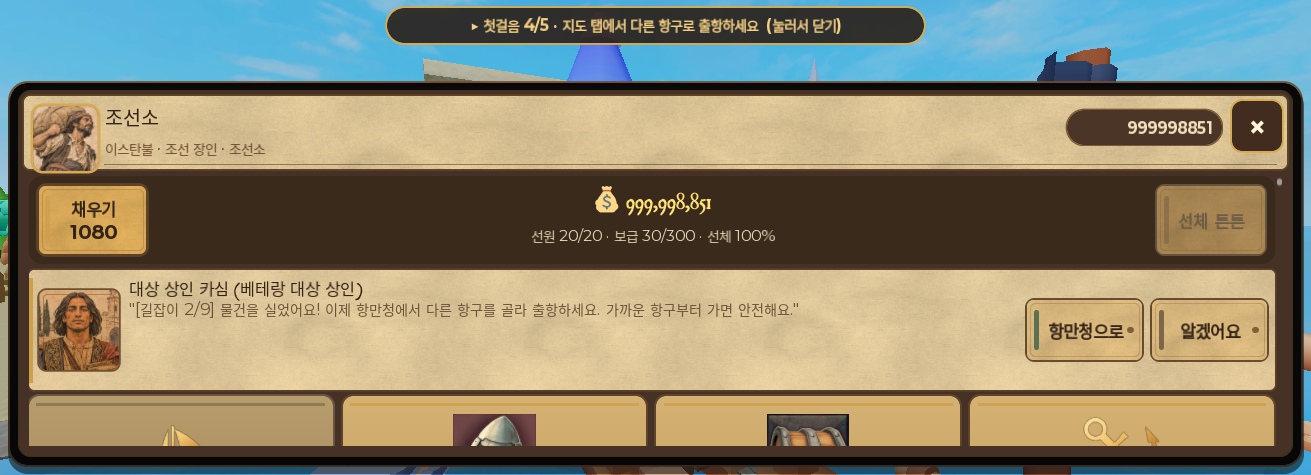 ▸ 첫걸음 4/5 · 지도 탭에서 다른 항구로 출항하세요 (눌러서 닫기)
조선소
이스탄불 · 조선 장인 · 조선소
999998851
×
채우기
1080
$ 999,998,851
선원 20/20 · 보급 30/300 · 선체 100%
선체 튼튼
대상 상인 카심 (베테랑 대상 상인)
"[길잡이 2/9] 물건을 실었어요! 이제 항만청에서 다른 항구를 골라 출항하세요. 가까운 항구부터 가면 안전해요."
항만청으로
알겠어요